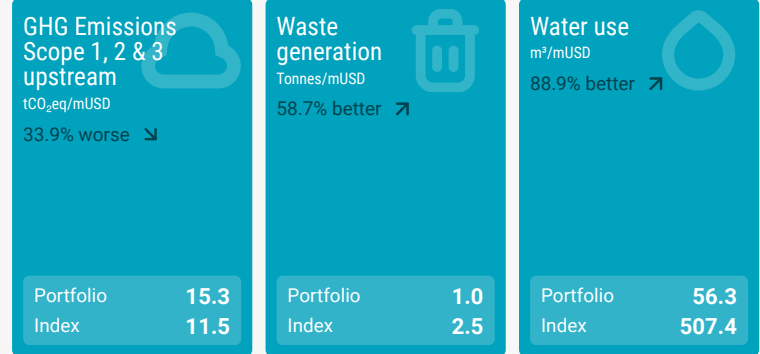 GHG Emissions
Scope 1, 2 & 3
upstream
tCO₂eq/mUSD
33.9% worse
Portfolio 15.3
Index 11.5
Waste
generation
Tonnes/mUSD
58.7% better
Portfolio 1.0
Index 2.5
Water use
m³/mUSD
88.9% better
Portfolio 56.3
Index 507.4